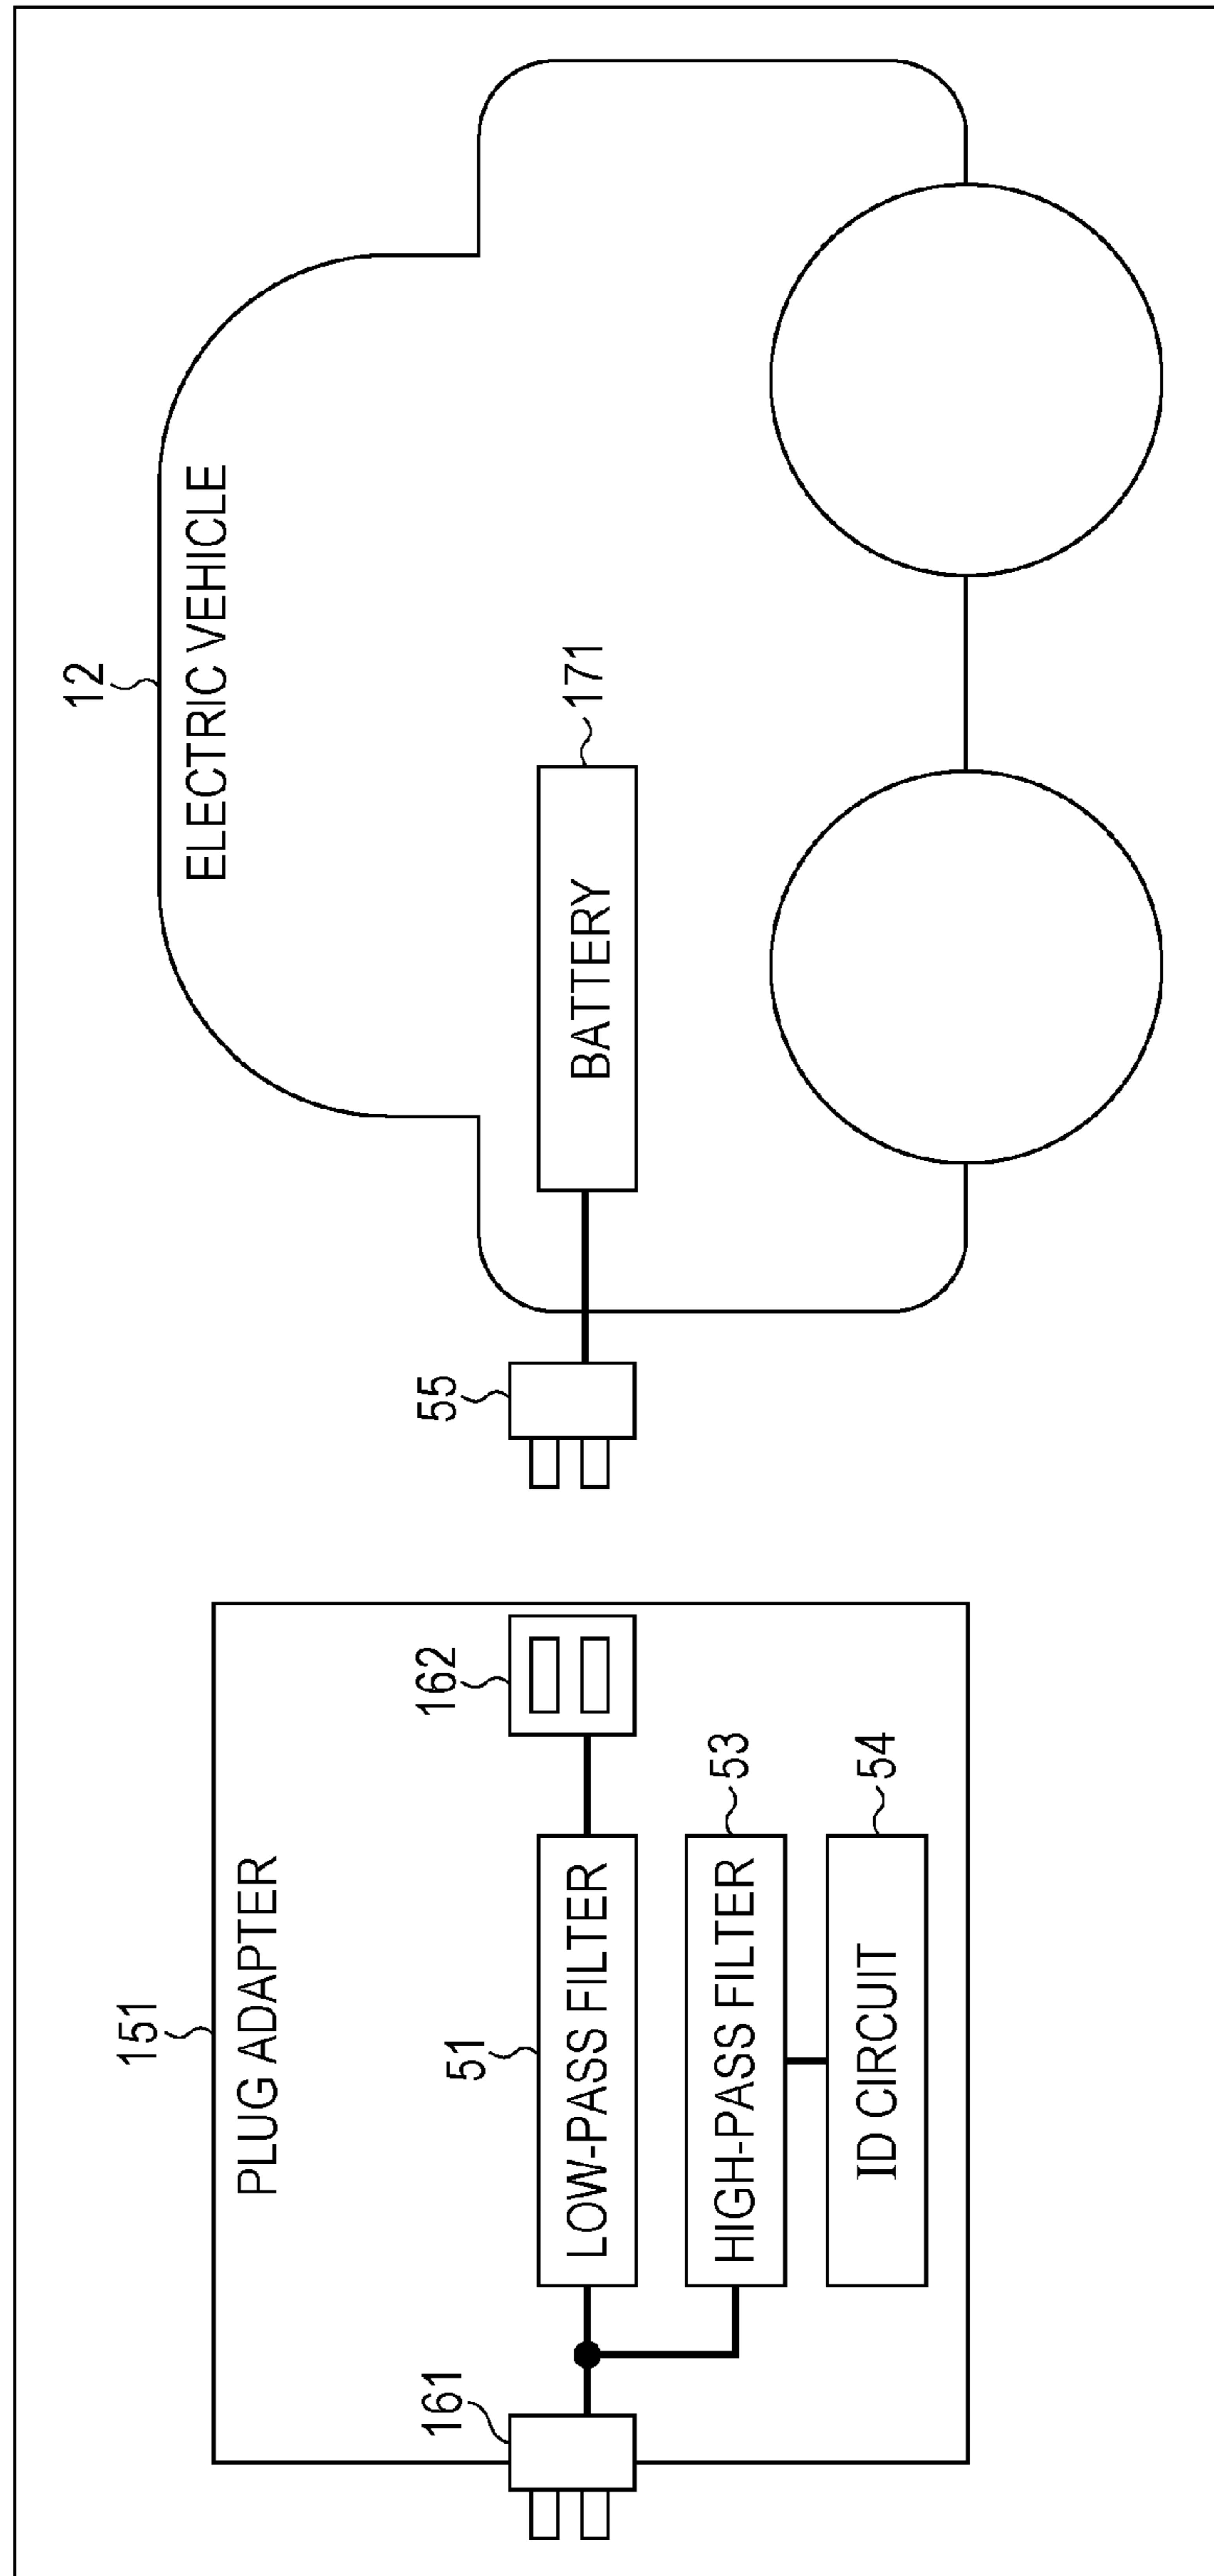 151
PLUG ADAPTER
161
51
LOW-PASS FILTER
162
HIGH-PASS FILTER
53
ID CIRCUIT
54
12
ELECTRIC VEHICLE
55
BATTERY
171